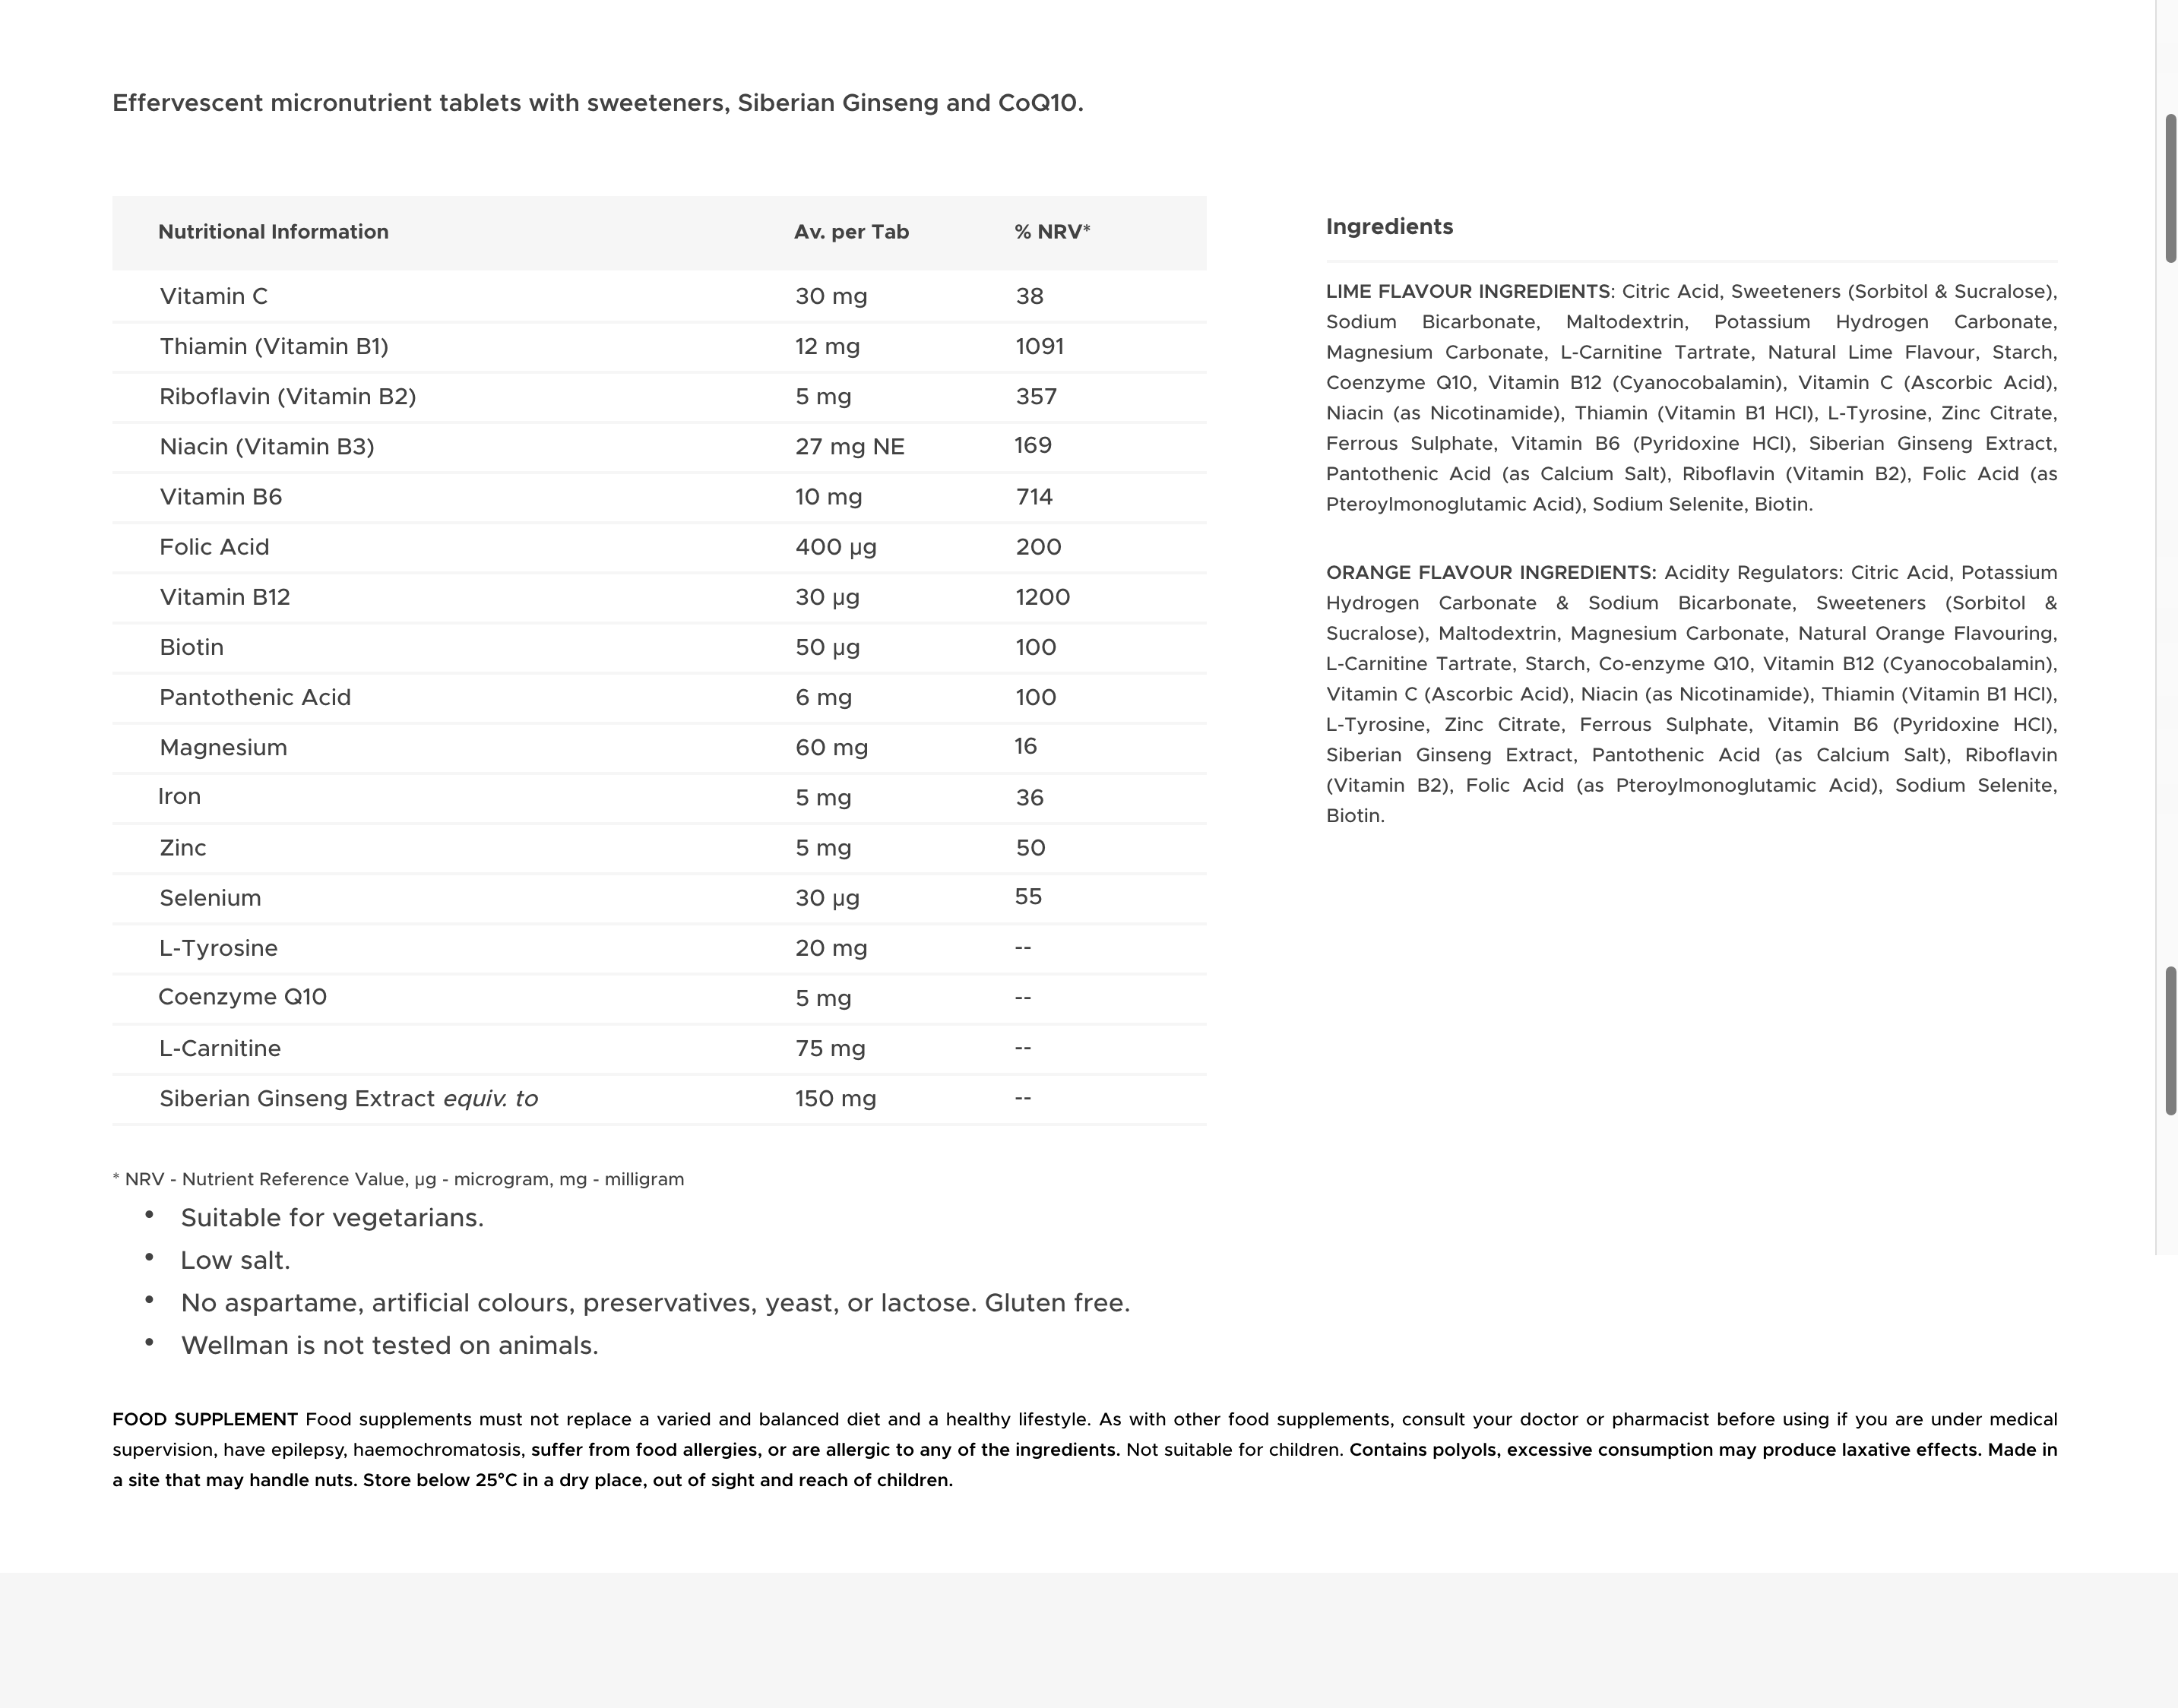 Effervescent micronutrient tablets with sweeteners, Siberian Ginseng and CoQ10.
Nutritional Information Av. per Tab % NRV*
Vitamin C 30 mg 38
Thiamin (Vitamin B1) 12 mg 1091
Riboflavin (Vitamin B2) 5 mg 357
Niacin (Vitamin B3) 27 mg NE 169
Vitamin B6 10 mg 714
Folic Acid 400 µg 200
Vitamin B12 30 µg 1200
Biotin 50 µg 100
Pantothenic Acid 6 mg 100
Magnesium 60 mg 16
Iron 5 mg 36
Zinc 5 mg 50
Selenium 30 µg 55
L-Tyrosine 20 mg --
Coenzyme Q10 5 mg --
L-Carnitine 75 mg --
Siberian Ginseng Extract equiv. to 150 mg --
* NRV - Nutrient Reference Value, µg - microgram, mg - milligram
• Suitable for vegetarians.
• Low salt.
• No aspartame, artificial colours, preservatives, yeast, or lactose. Gluten free.
• Wellman is not tested on animals.
Ingredients
LIME FLAVOUR INGREDIENTS: Citric Acid, Sweeteners (Sorbitol & Sucralose),
Sodium Bicarbonate, Maltodextrin, Potassium Hydrogen Carbonate,
Magnesium Carbonate, L-Carnitine Tartrate, Natural Lime Flavour, Starch,
Coenzyme Q10, Vitamin B12 (Cyanocobalamin), Vitamin C (Ascorbic Acid),
Niacin (as Nicotinamide), Thiamin (Vitamin B1 HCl), L-Tyrosine, Zinc Citrate,
Ferrous Sulphate, Vitamin B6 (Pyridoxine HCl), Siberian Ginseng Extract,
Pantothenic Acid (as Calcium Salt), Riboflavin (Vitamin B2), Folic Acid (as
Pteroylmonoglutamic Acid), Sodium Selenite, Biotin.
ORANGE FLAVOUR INGREDIENTS: Acidity Regulators: Citric Acid, Potassium
Hydrogen Carbonate & Sodium Bicarbonate, Sweeteners (Sorbitol &
Sucralose), Maltodextrin, Magnesium Carbonate, Natural Orange Flavouring,
L-Carnitine Tartrate, Starch, Co-enzyme Q10, Vitamin B12 (Cyanocobalamin),
Vitamin C (Ascorbic Acid), Niacin (as Nicotinamide), Thiamin (Vitamin B1 HCl),
L-Tyrosine, Zinc Citrate, Ferrous Sulphate, Vitamin B6 (Pyridoxine HCl),
Siberian Ginseng Extract, Pantothenic Acid (as Calcium Salt), Riboflavin
(Vitamin B2), Folic Acid (as Pteroylmonoglutamic Acid), Sodium Selenite,
Biotin.
FOOD SUPPLEMENT Food supplements must not replace a varied and balanced diet and a healthy lifestyle. As with other food supplements, consult your doctor or pharmacist before using if you are under medical
supervision, have epilepsy, haemochromatosis, suffer from food allergies, or are allergic to any of the ingredients. Not suitable for children. Contains polyols, excessive consumption may produce laxative effects. Made in
a site that may handle nuts. Store below 25°C in a dry place, out of sight and reach of children.